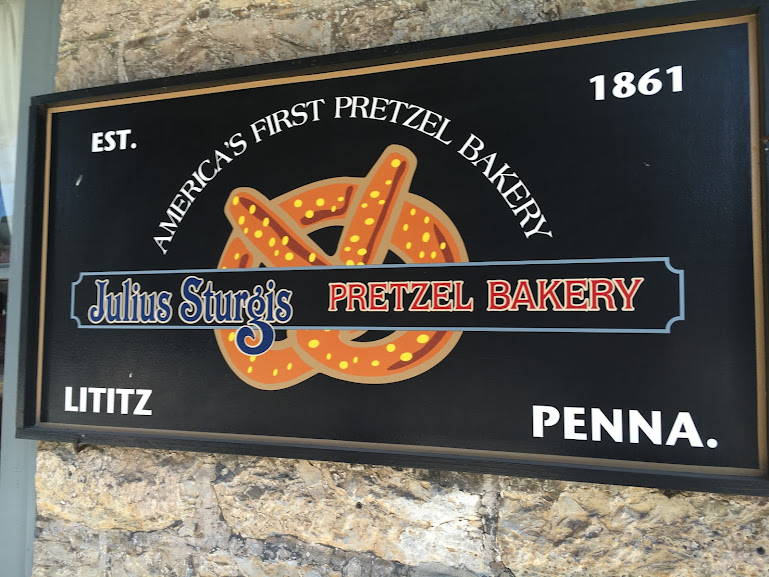 EST. 1861
AMERICA'S FIRST PRETZEL BAKERY
Julius Sturgis PRETZEL BAKERY
LITITZ PENNA.